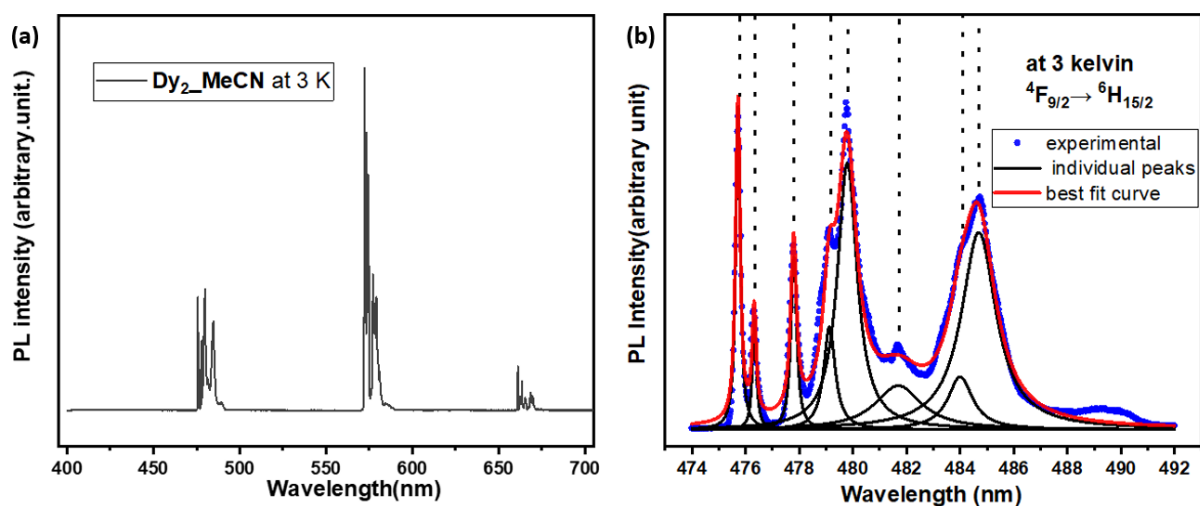 (a)
PL intensity (arbitrary.unit.)
Dy₂_MeCN at 3 K
400 450 500 550 600 650 700
Wavelength(nm)
(b)
PL Intensity(arbitrary unit)
at 3 kelvin
⁴F₉/₂→ ⁶H₁₅/₂
experimental
individual peaks
best fit curve
474 476 478 480 482 484 486 488 490 492
Wavelength (nm)